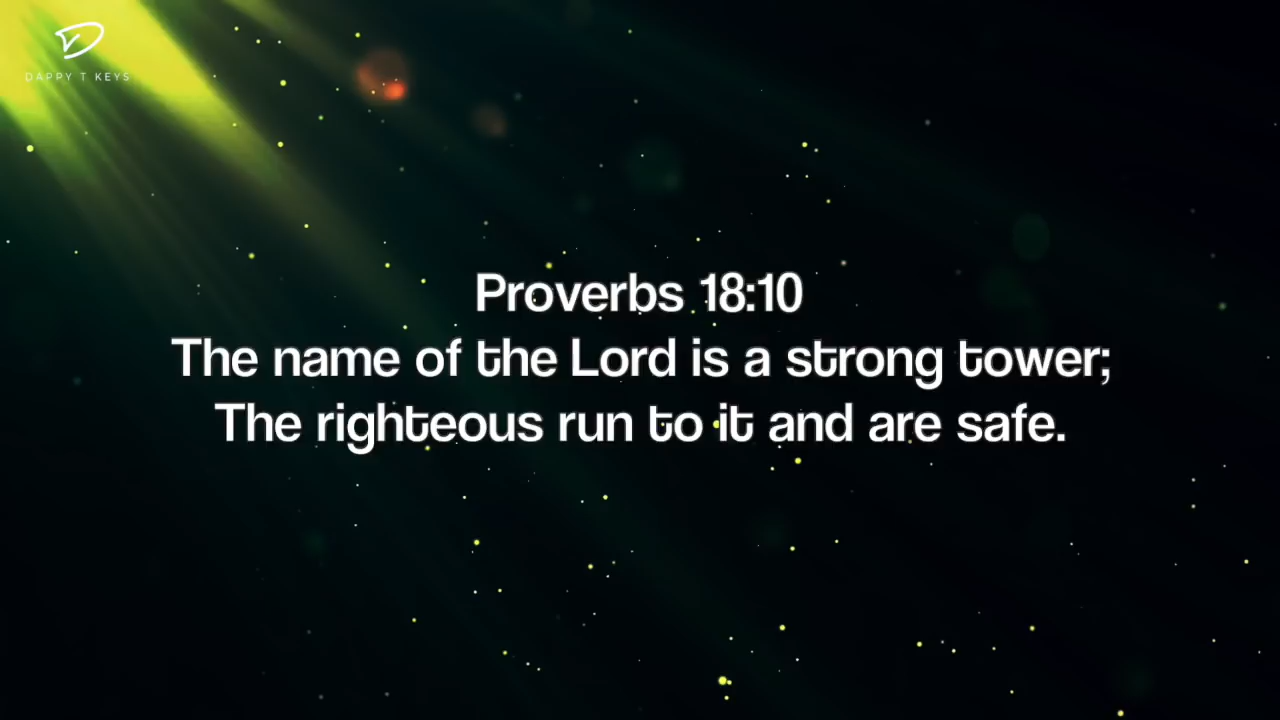 DAPPY T KEYS
Proverbs 18:10
The name of the Lord is a strong tower;
The righteous run to it and are safe.